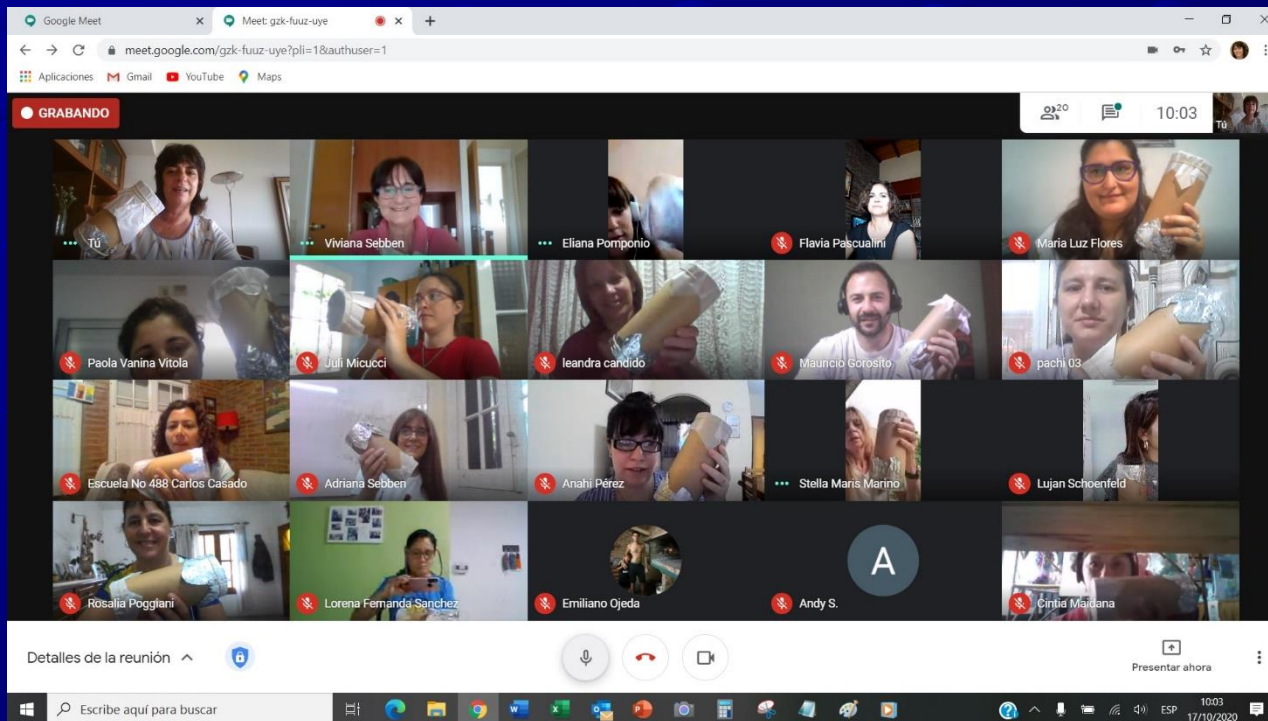 Google Meet
Meet: gzk-fuuz-uye
meet.google.com/gzk-fuuz-uye?pli=1&authuser=1
Aplicaciones Gmail YouTube Maps
GRABANDO
20
10:03
Tú
Tú
Viviana Sebben
Eliana Pomponio
Flavia Pascualini
Maria Luz Flores
Paola Vanina Vitola
Juli Micucci
leandra candido
Mauricio Gorosito
pachi 03
Escuela No 488 Carlos Casado
Adriana Sebben
Anahi Pérez
Stella Maris Marino
Lujan Schoenfeld
Rosalia Poggiani
Lorena Fernanda Sanchez
Emiliano Ojeda
A
Andy S.
Cintia Maidana
Detalles de la reunión
Presentar ahora
Escribe aquí para buscar
ESP
10:03
17/10/2020